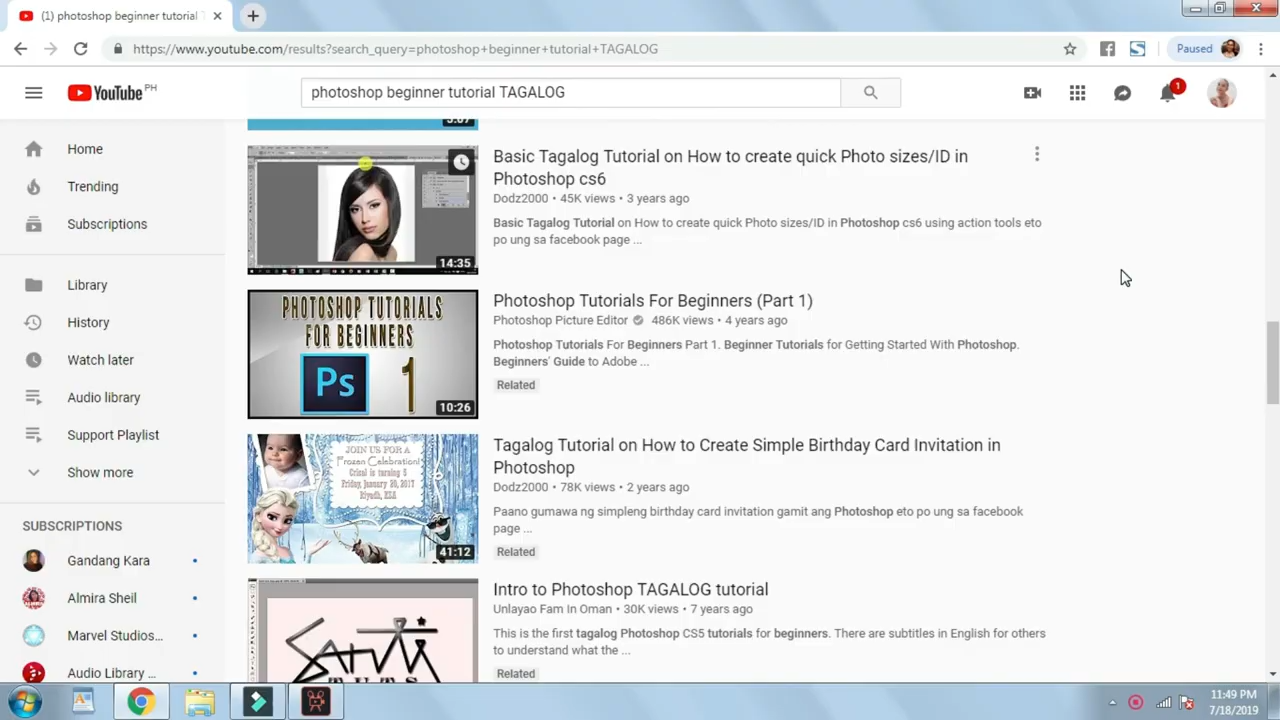 (1) photoshop beginner tutorial T
https://www.youtube.com/results?search_query=photoshop+beginner+tutorial+TAGALOG
Paused
YouTube PH
photoshop beginner tutorial TAGALOG
1
Home
Trending
Subscriptions
Library
History
Watch later
Audio library
Support Playlist
Show more
SUBSCRIPTIONS
Gandang Kara
Almira Sheil
Marvel Studios...
Audio Library ...
Basic Tagalog Tutorial on How to create quick Photo sizes/ID in
Photoshop cs6
Dodz2000 • 45K views • 3 years ago
Basic Tagalog Tutorial on How to create quick Photo sizes/ID in Photoshop cs6 using action tools eto
po ung sa facebook page ...
14:35
PHOTOSHOP TUTORIALS
FOR BEGINNERS
Ps 1
10:26
Photoshop Tutorials For Beginners (Part 1)
Photoshop Picture Editor 486K views • 4 years ago
Photoshop Tutorials For Beginners Part 1. Beginner Tutorials for Getting Started With Photoshop.
Beginners' Guide to Adobe ...
Related
JOIN US FOR A
Frozen Celebration!
Friday, January 20, 2017
41:12
Tagalog Tutorial on How to Create Simple Birthday Card Invitation in
Photoshop
Dodz2000 • 78K views • 2 years ago
Paano gumawa ng simpleng birthday card invitation gamit ang Photoshop eto po ung sa facebook
page ...
Related
Intro to Photoshop TAGALOG tutorial
Unlayao Fam In Oman • 30K views • 7 years ago
This is the first tagalog Photoshop CS5 tutorials for beginners. There are subtitles in English for others
to understand what the ...
Related
11:49 PM
7/18/2019